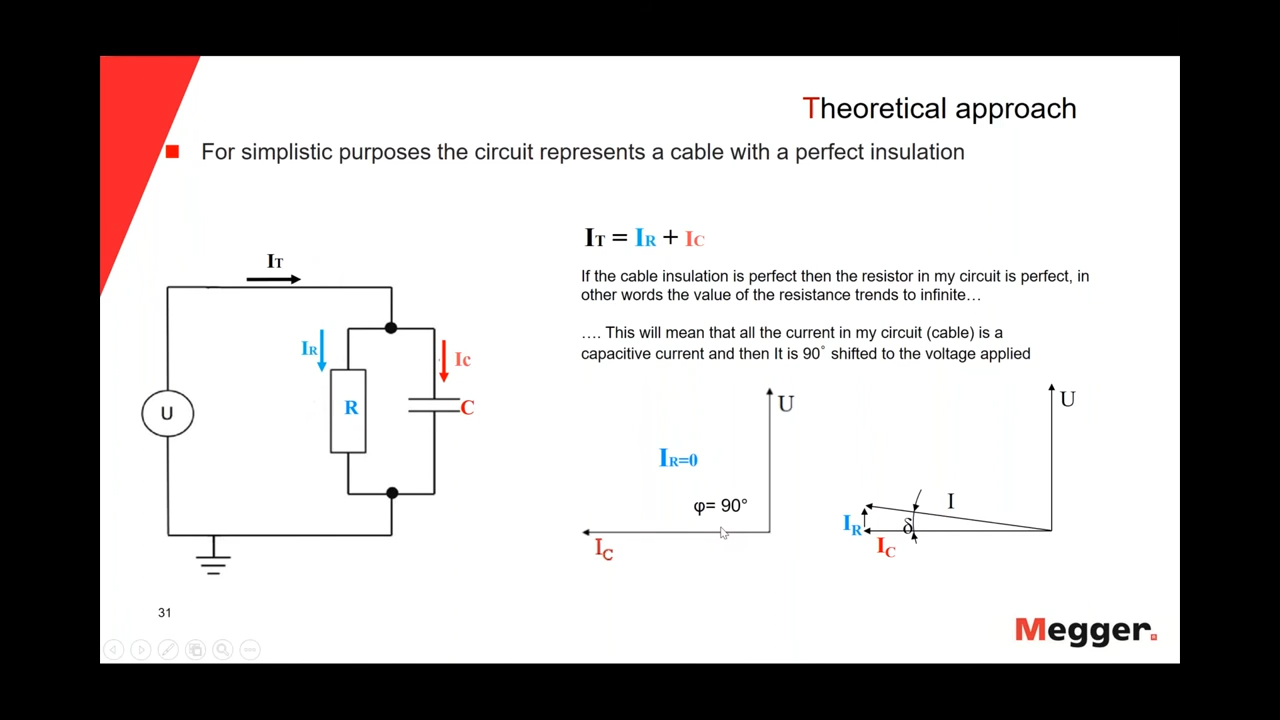 Theoretical approach
For simplistic purposes the circuit represents a cable with a perfect insulation
IT = IR + IC
If the cable insulation is perfect then the resistor in my circuit is perfect, in
other words the value of the resistance trends to infinite…
…. This will mean that all the current in my circuit (cable) is a
capacitive current and then It is 90° shifted to the voltage applied
IT
IR
Ic
U
R
C
U
IR=0
φ= 90°
IC
U
I
IR
δ
IC
31
Megger.